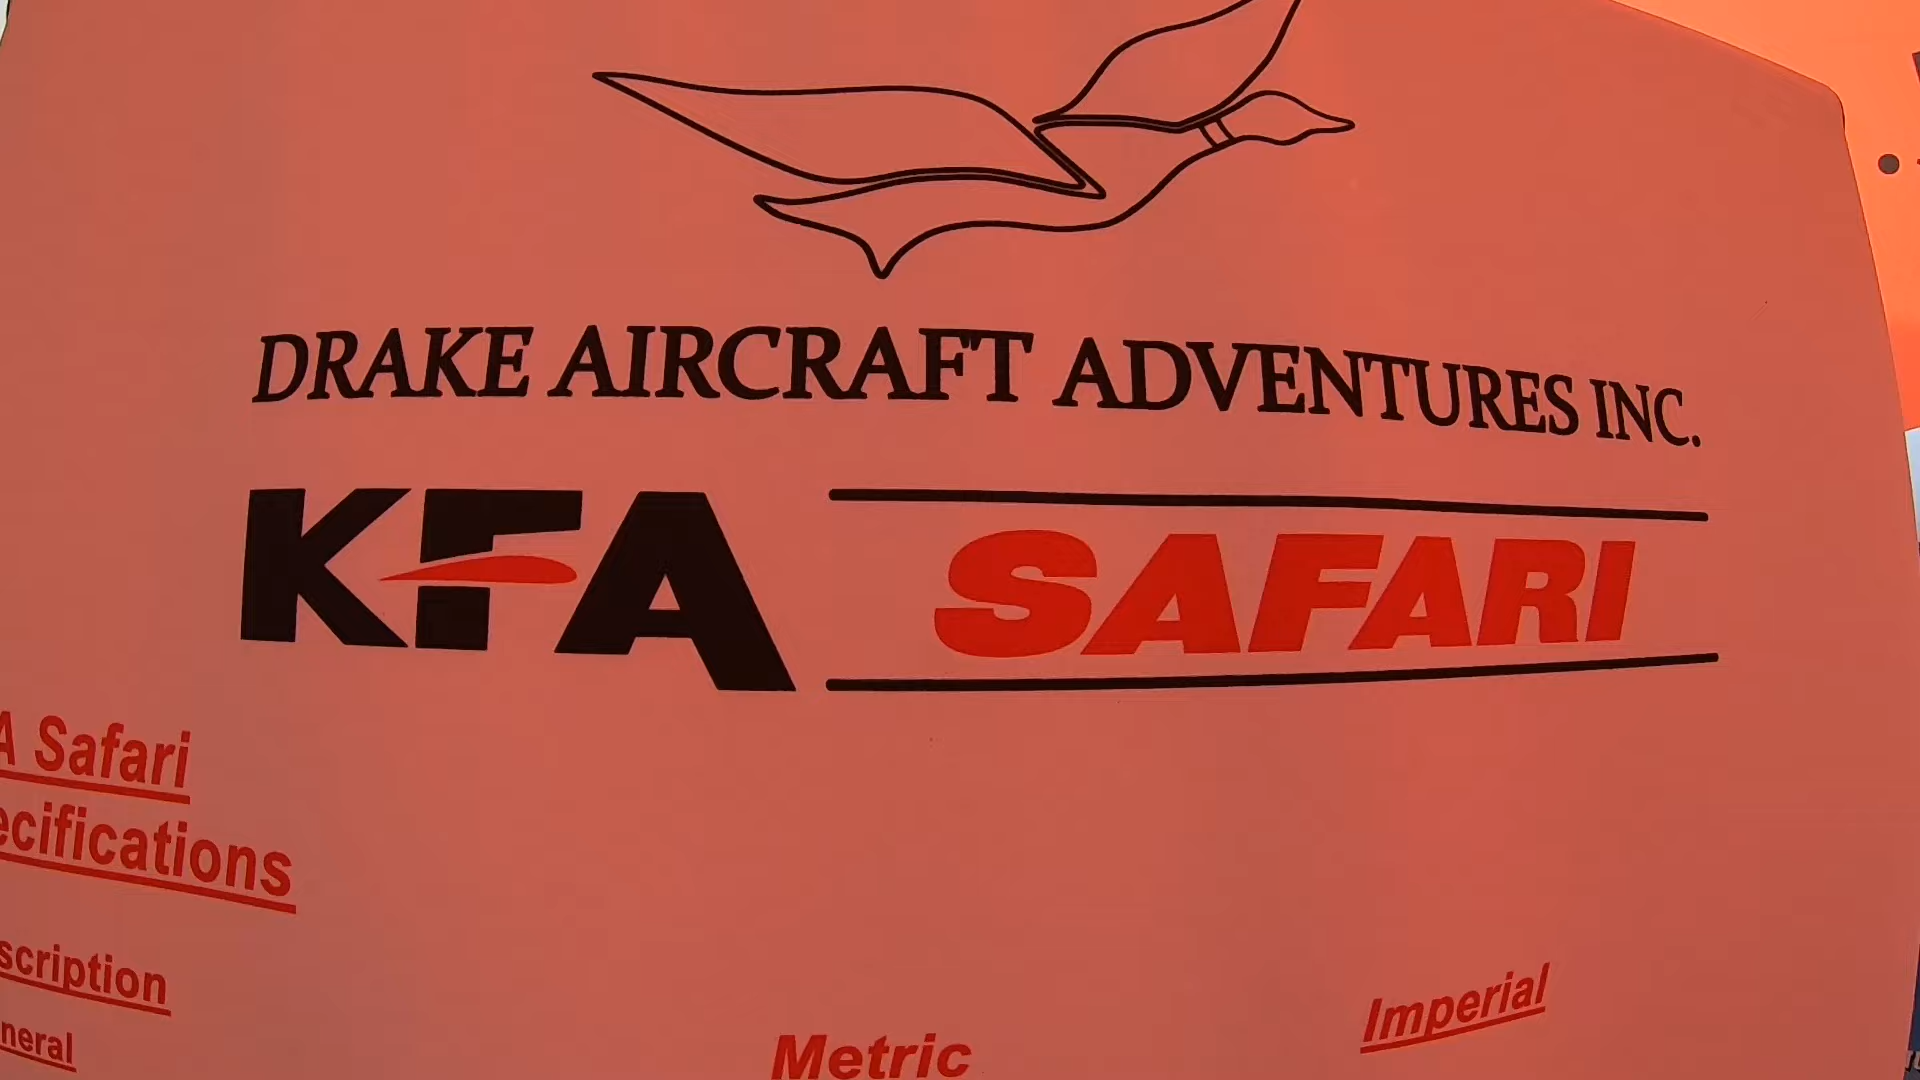 DRAKE AIRCRAFT ADVENTURES INC.
KFA SAFARI
A Safari
ecifications
scription
neral
Metric
Imperial